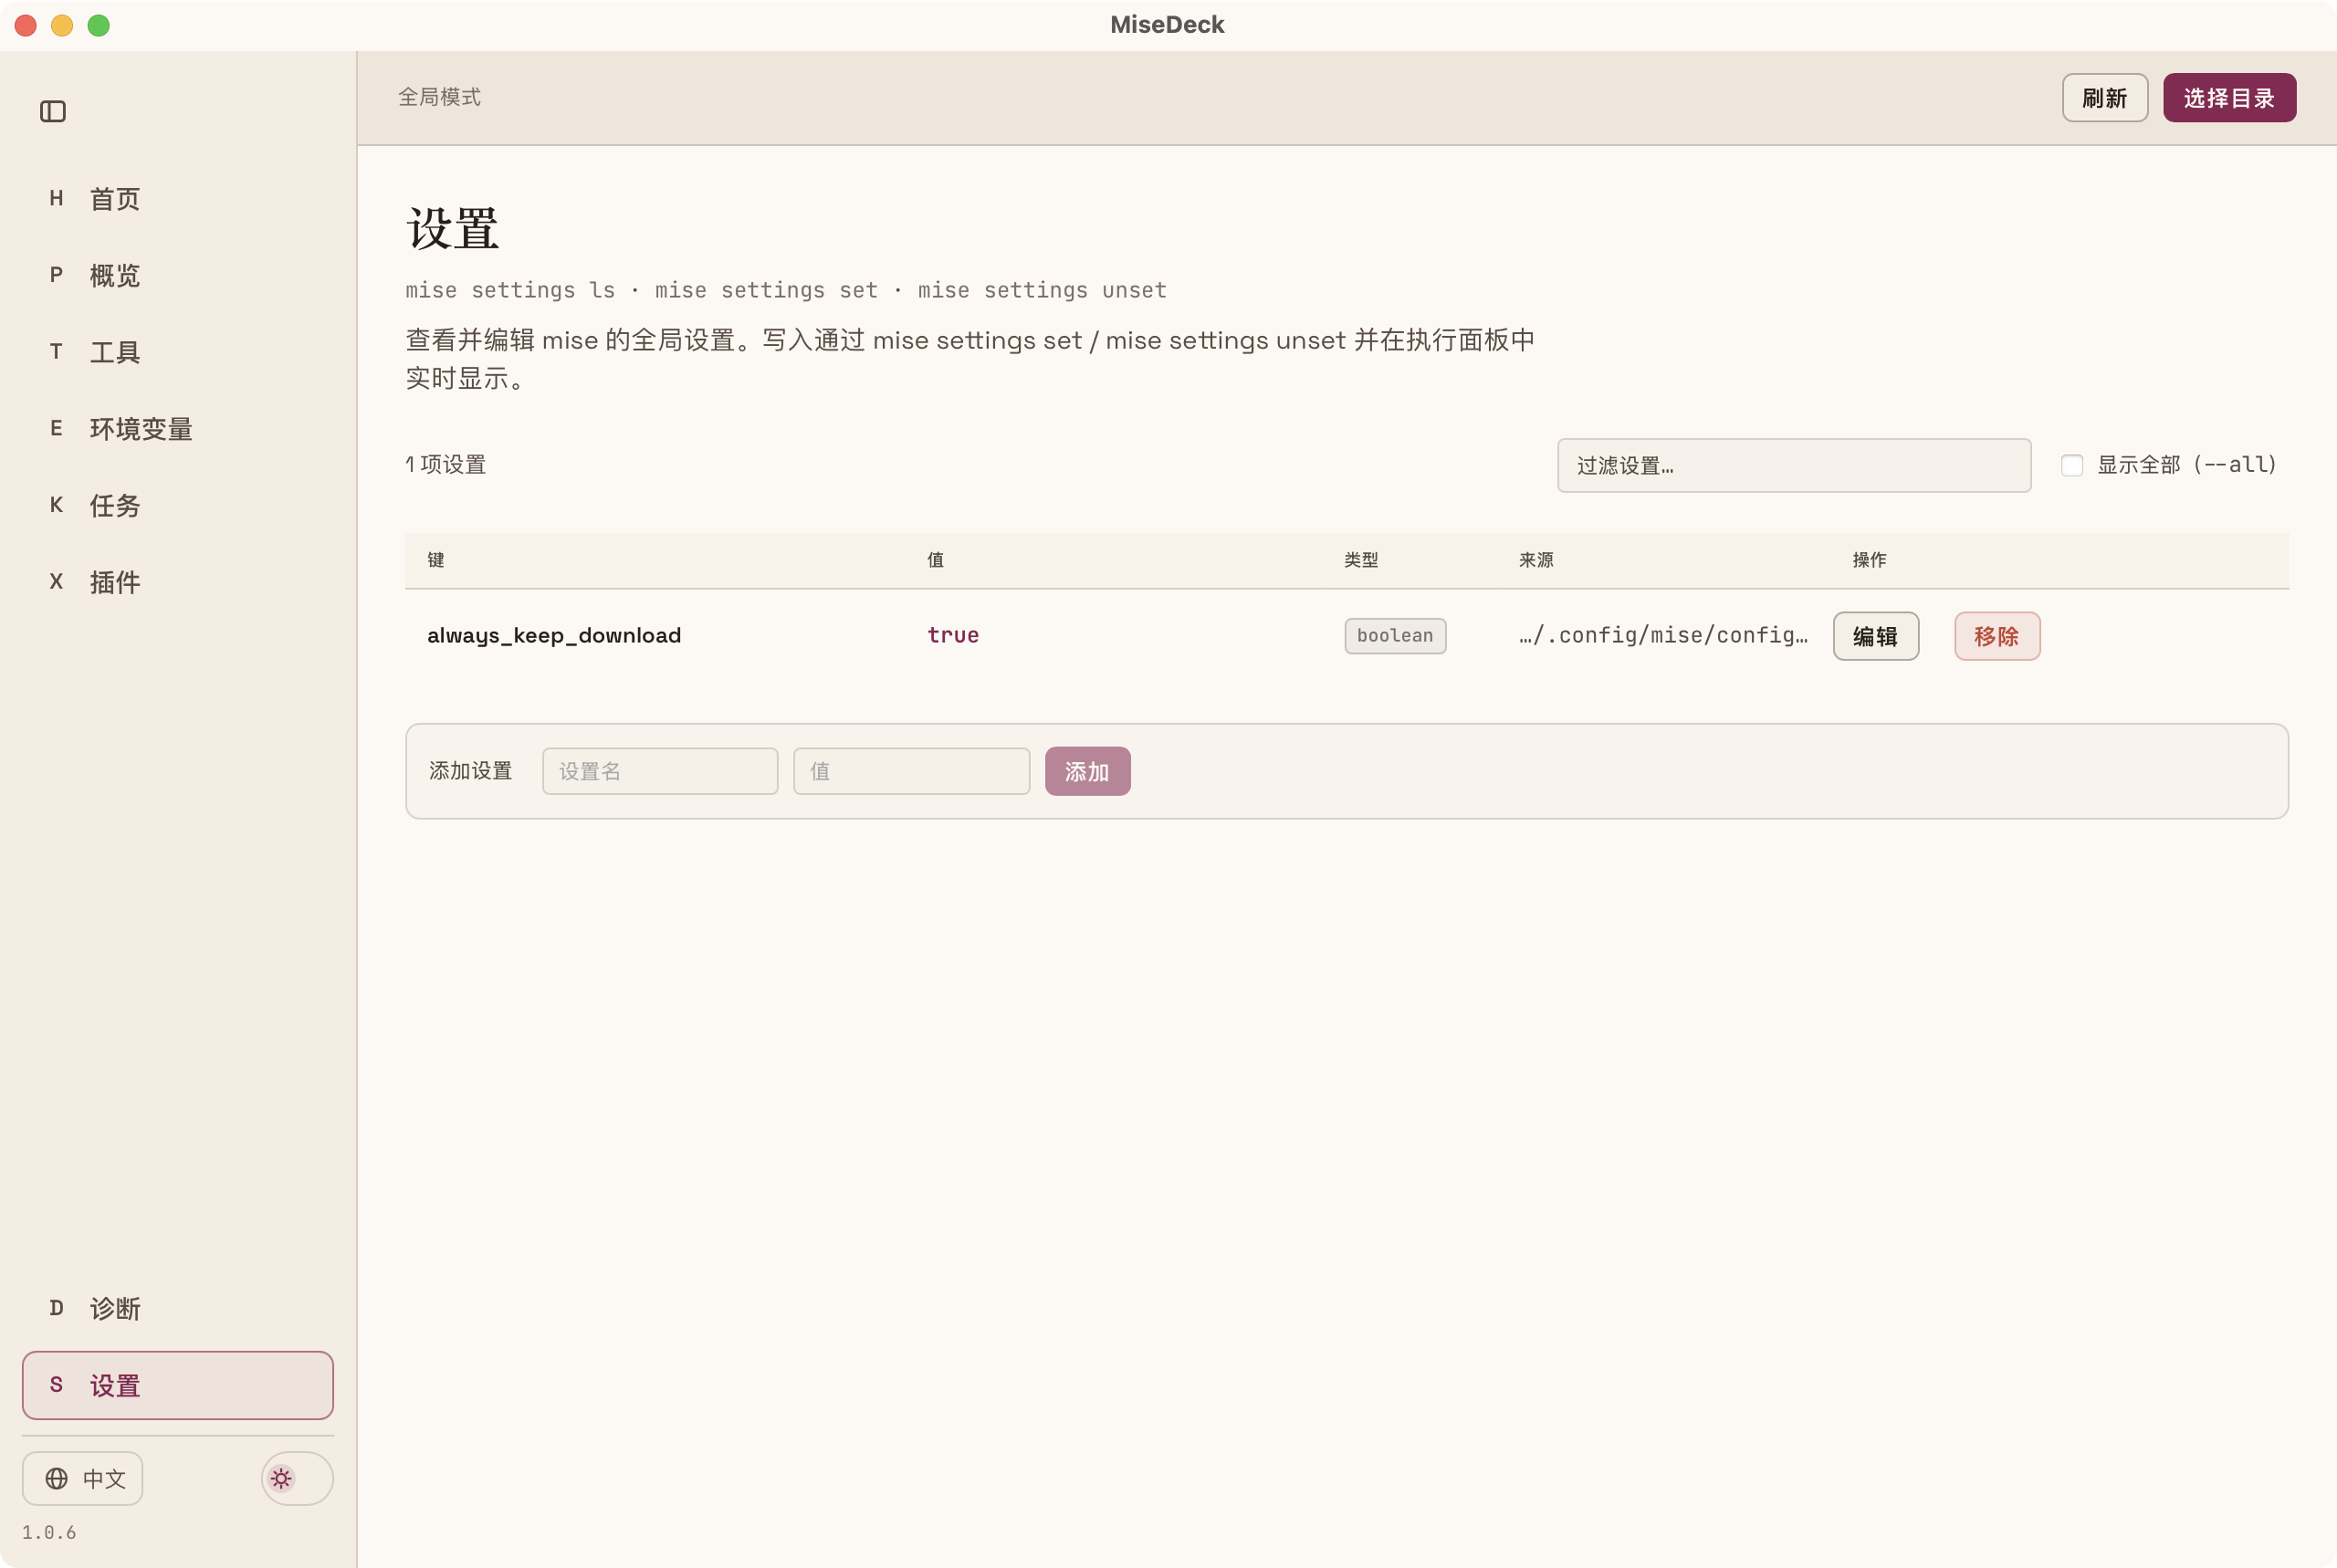 MiseDeck
全局模式
刷新
选择目录
H 首页
P 概览
T 工具
E 环境变量
K 任务
X 插件
设置
mise settings ls · mise settings set · mise settings unset
查看并编辑 mise 的全局设置。写入通过 mise settings set / mise settings unset 并在执行面板中
实时显示。
1 项设置
过滤设置…
显示全部 (--all)
键 值 类型 来源 操作
always_keep_download true boolean …/.config/mise/config… 编辑 移除
添加设置 设置名 值 添加
D 诊断
S 设置
中文
1.0.6